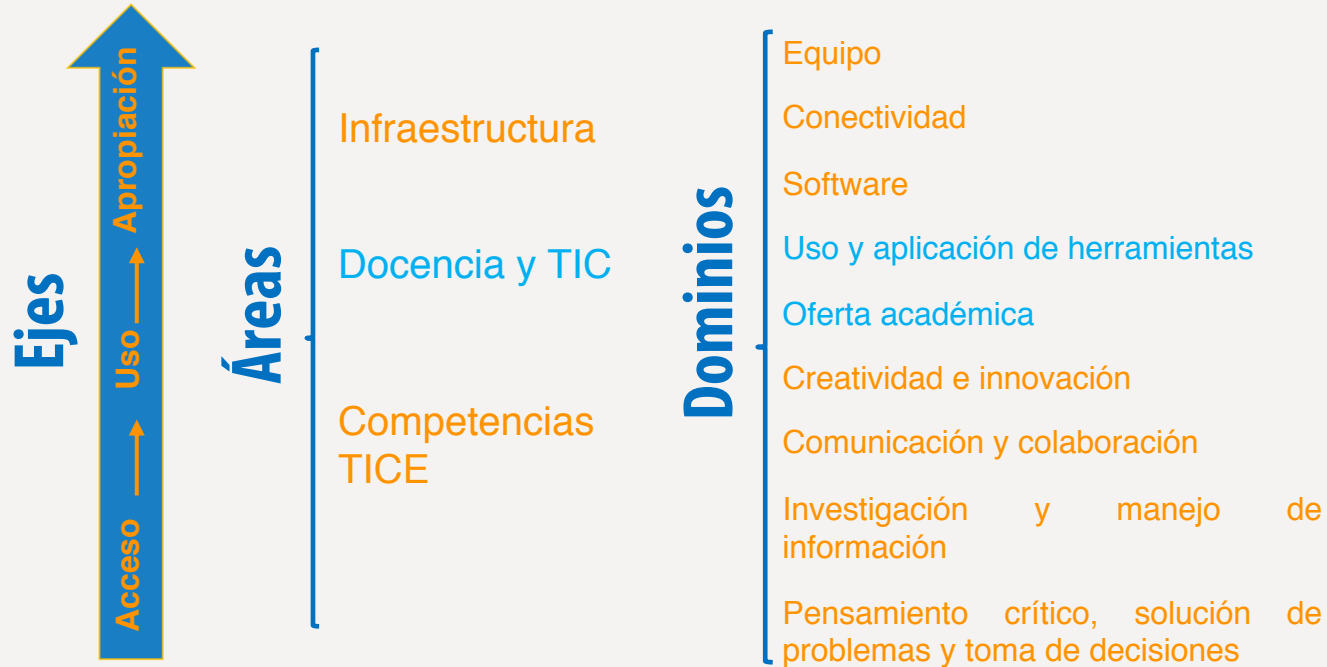 Ejes
Apropiación
Uso
Acceso
Áreas
Infraestructura
Docencia y TIC
Competencias
TICE
Dominios
Equipo
Conectividad
Software
Uso y aplicación de herramientas
Oferta académica
Creatividad e innovación
Comunicación y colaboración
Investigación y manejo de
información
Pensamiento crítico, solución de
problemas y toma de decisiones